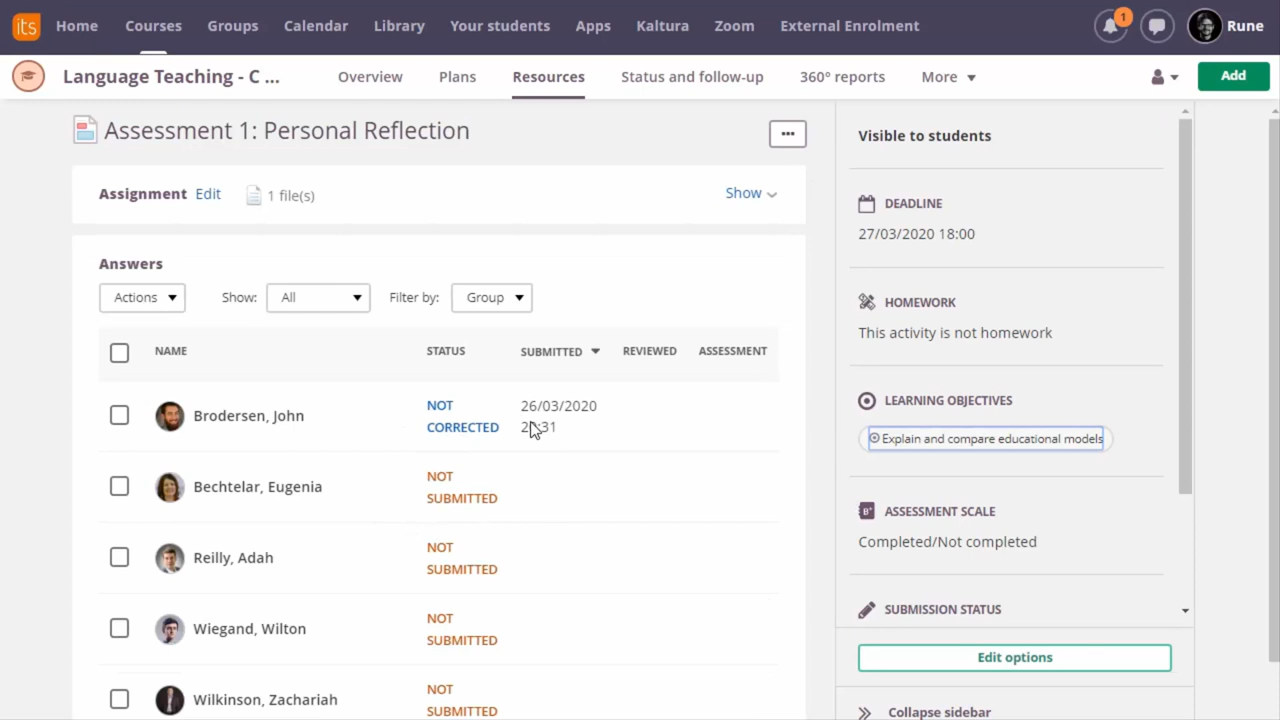 its Home Courses Groups Calendar Library Your students Apps Kaltura Zoom External Enrolment 1 Rune
Language Teaching - C ... Overview Plans Resources Status and follow-up 360° reports More Add
Assessment 1: Personal Reflection
...
Assignment Edit 1 file(s) Show
Answers
Actions Show: All Filter by: Group
NAME STATUS SUBMITTED REVIEWED ASSESSMENT
Brodersen, John NOT CORRECTED 26/03/2020
Bechtelar, Eugenia NOT SUBMITTED
Reilly, Adah NOT SUBMITTED
Wiegand, Wilton NOT SUBMITTED
Wilkinson, Zachariah NOT SUBMITTED
Visible to students
DEADLINE
27/03/2020 18:00
HOMEWORK
This activity is not homework
LEARNING OBJECTIVES
Explain and compare educational models
ASSESSMENT SCALE
Completed/Not completed
SUBMISSION STATUS
Edit options
Collapse sidebar